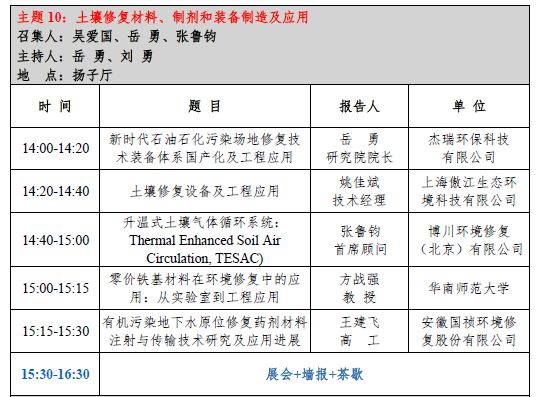 主题 10：土壤修复材料、制剂和装备制造及应用
召集人：吴爱国、岳 勇、张鲁钧
主持人：岳 勇、刘 勇
地 点：扬子厅
时 间 题 目 报告人 单 位
14:00-14:20 新时代石油石化污染场地修复技术装备体系国产化及工程应用 岳 勇 研究院院长 杰瑞环保科技有限公司
14:20-14:40 土壤修复设备及工程应用 姚佳斌 技术经理 上海傲江生态环境科技有限公司
14:40-15:00 升温式土壤气体循环系统：Thermal Enhanced Soil Air Circulation, TESAC) 张鲁钧 首席顾问 博川环境修复（北京）有限公司
15:00-15:15 零价铁基材料在环境修复中的应用：从实验室到工程应用 方战强 教 授 华南师范大学
15:15-15:30 有机污染地下水原位修复药剂材料注射与传输技术研究及应用进展 王建飞 高 工 安徽国祯环境修复股份有限公司
15:30-16:30 展会+墙报+茶歇